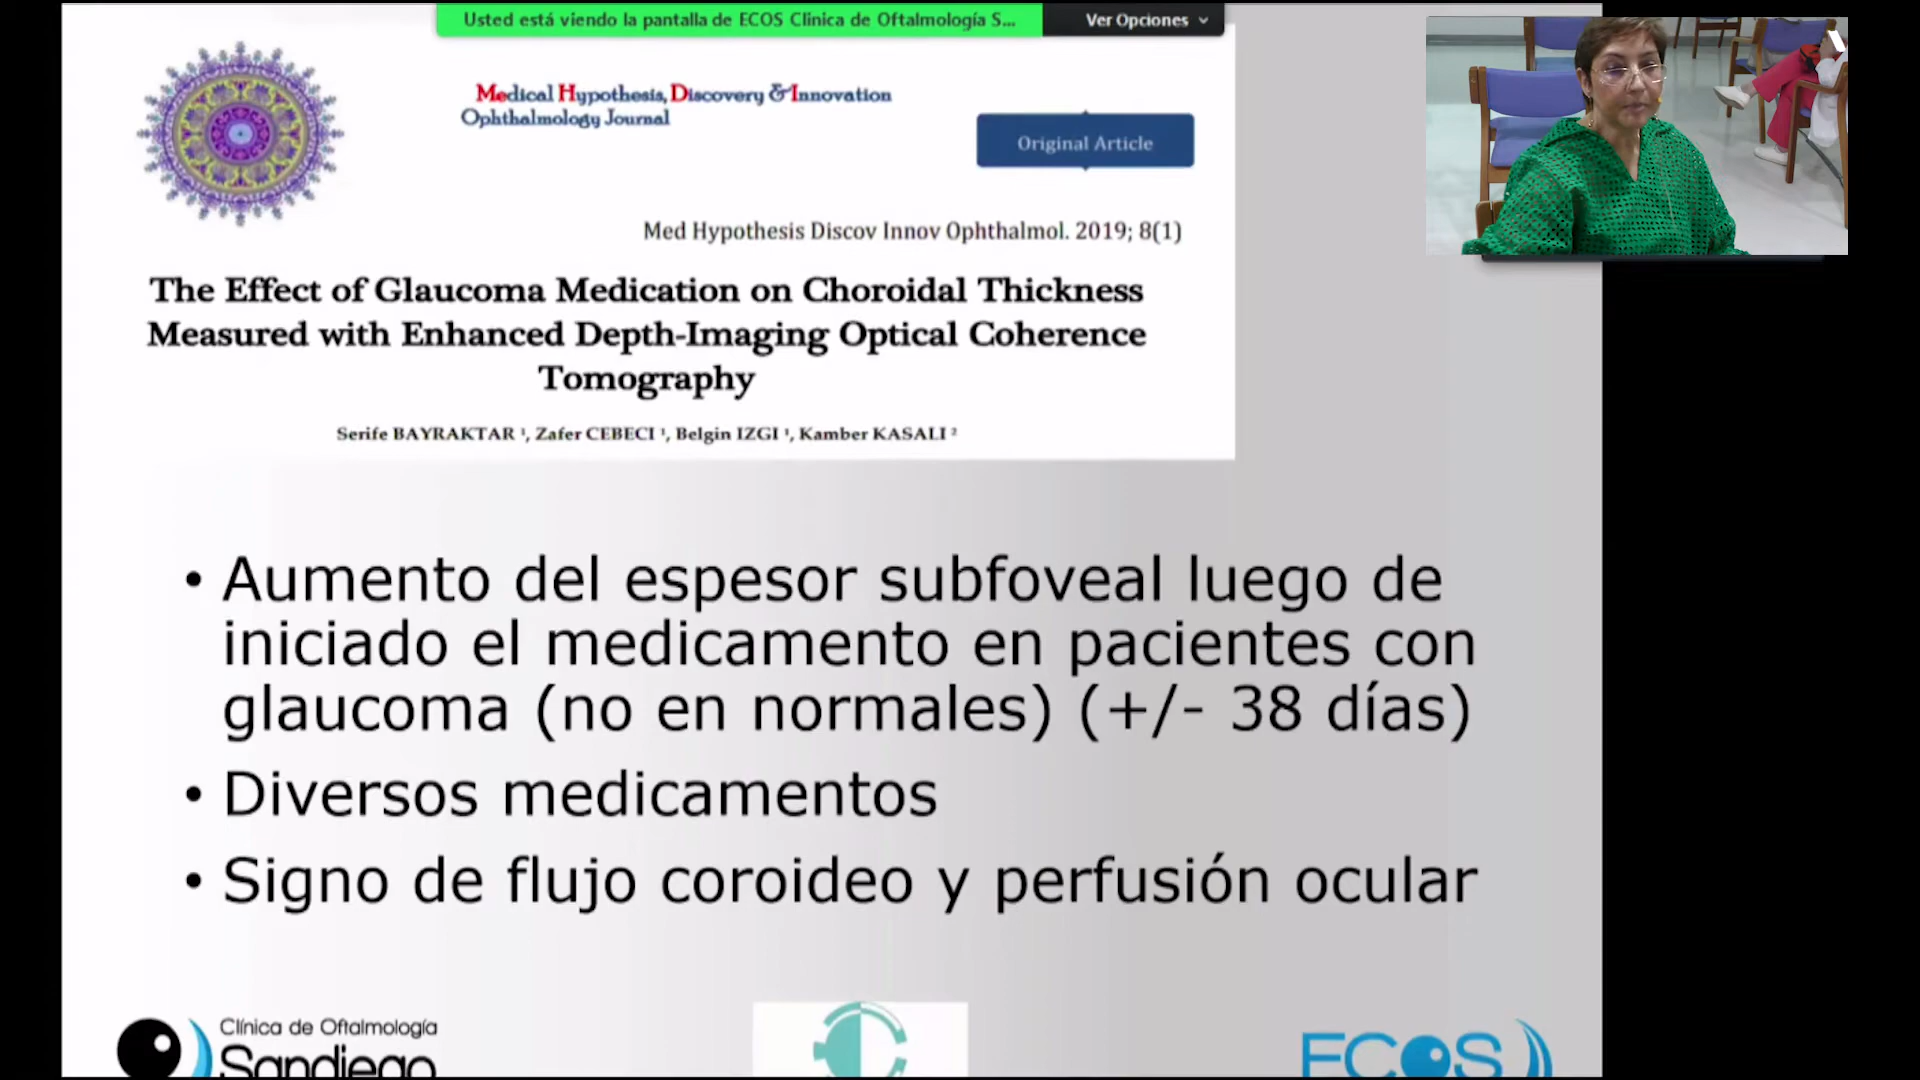 Usted está viendo la pantalla de ECOS Clinica de Oftalmología S...
Ver Opciones
Medical Hypothesis, Discovery & Innovation
Ophthalmology Journal
Original Article
Med Hypothesis Discov Innov Ophthalmol. 2019; 8(1)
The Effect of Glaucoma Medication on Choroidal Thickness
Measured with Enhanced Depth-Imaging Optical Coherence
Tomography
Serife BAYRAKTAR ¹, Zafer CEBECI ¹, Belgin IZGI ¹, Kamber KASALI ²
• Aumento del espesor subfoveal luego de
iniciado el medicamento en pacientes con
glaucoma (no en normales) (+/- 38 días)
• Diversos medicamentos
• Signo de flujo coroideo y perfusión ocular
Clínica de Oftalmología
Sandiego
ECOS